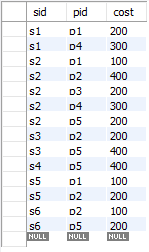 sid pid cost
s1 p1 200
s1 p4 300
s2 p1 100
s2 p2 400
s2 p3 200
s2 p4 300
s2 p5 200
s3 p2 200
s3 p5 400
s4 p5 400
s5 p1 100
s5 p2 200
s6 p2 100
s6 p5 200
NULL NULL NULL